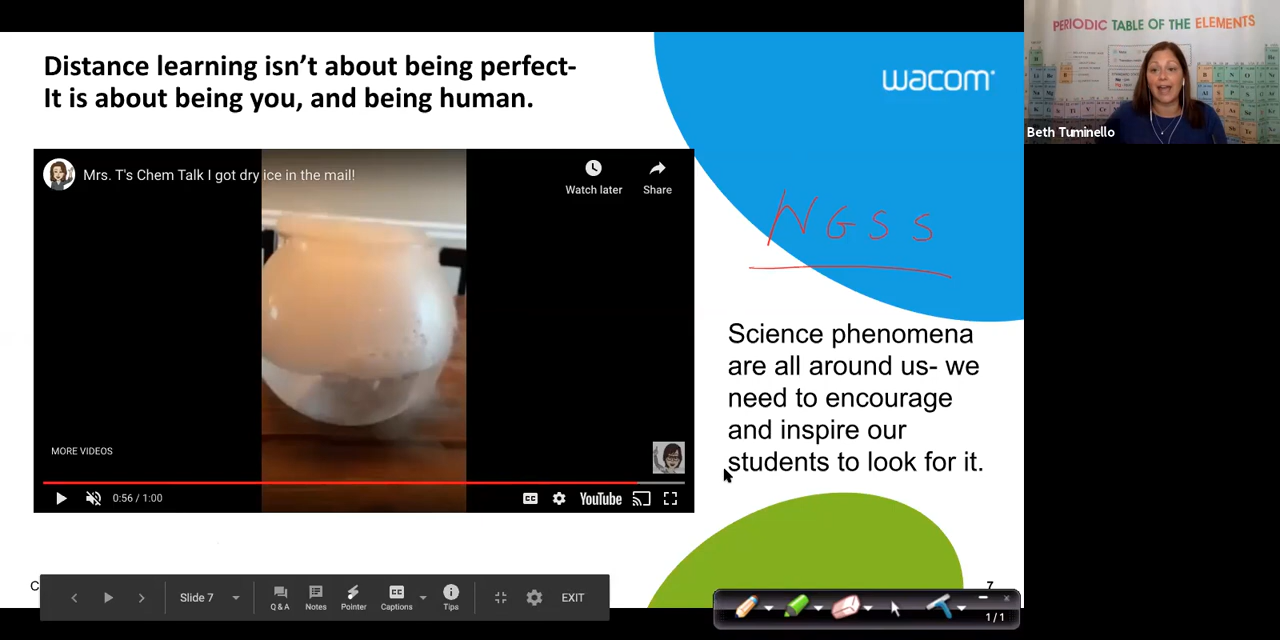 Distance learning isn't about being perfect-
It is about being you, and being human.
wacom
PERIODIC TABLE OF THE ELEMENTS
Beth Tuminello
Mrs. T's Chem Talk I got dry ice in the mail!
Watch later
Share
NGSS
Science phenomena
are all around us- we
need to encourage
and inspire our
students to look for it.
MORE VIDEOS
0:56 / 1:00
CC
YouTube
C
7
Slide 7
Q&A
Notes
Pointer
CC
Captions
Tips
EXIT
1/1